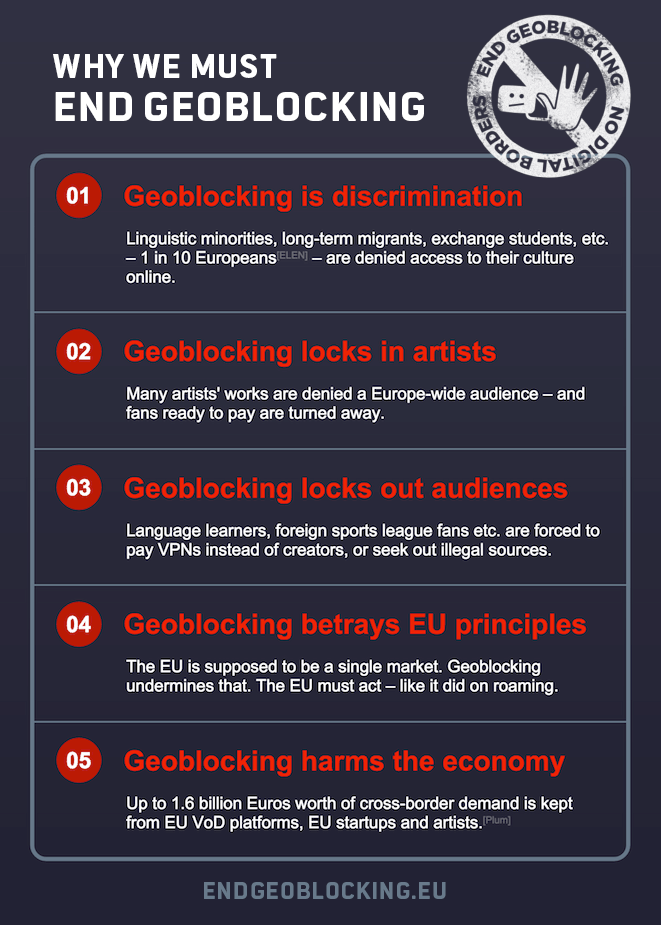 WHY WE MUST
END GEOBLOCKING
END GEOBLOCKING
NO DIGITAL BORDERS
01
Geoblocking is discrimination
Linguistic minorities, long-term migrants, exchange students, etc.
– 1 in 10 Europeans[ELEN] – are denied access to their culture
online.
02
Geoblocking locks in artists
Many artists' works are denied a Europe-wide audience – and
fans ready to pay are turned away.
03
Geoblocking locks out audiences
Language learners, foreign sports league fans etc. are forced to
pay VPNs instead of creators, or seek out illegal sources.
04
Geoblocking betrays EU principles
The EU is supposed to be a single market. Geoblocking
undermines that. The EU must act – like it did on roaming.
05
Geoblocking harms the economy
Up to 1.6 billion Euros worth of cross-border demand is kept
from EU VoD platforms, EU startups and artists.[Plum]
ENDGEOBLOCKING.EU